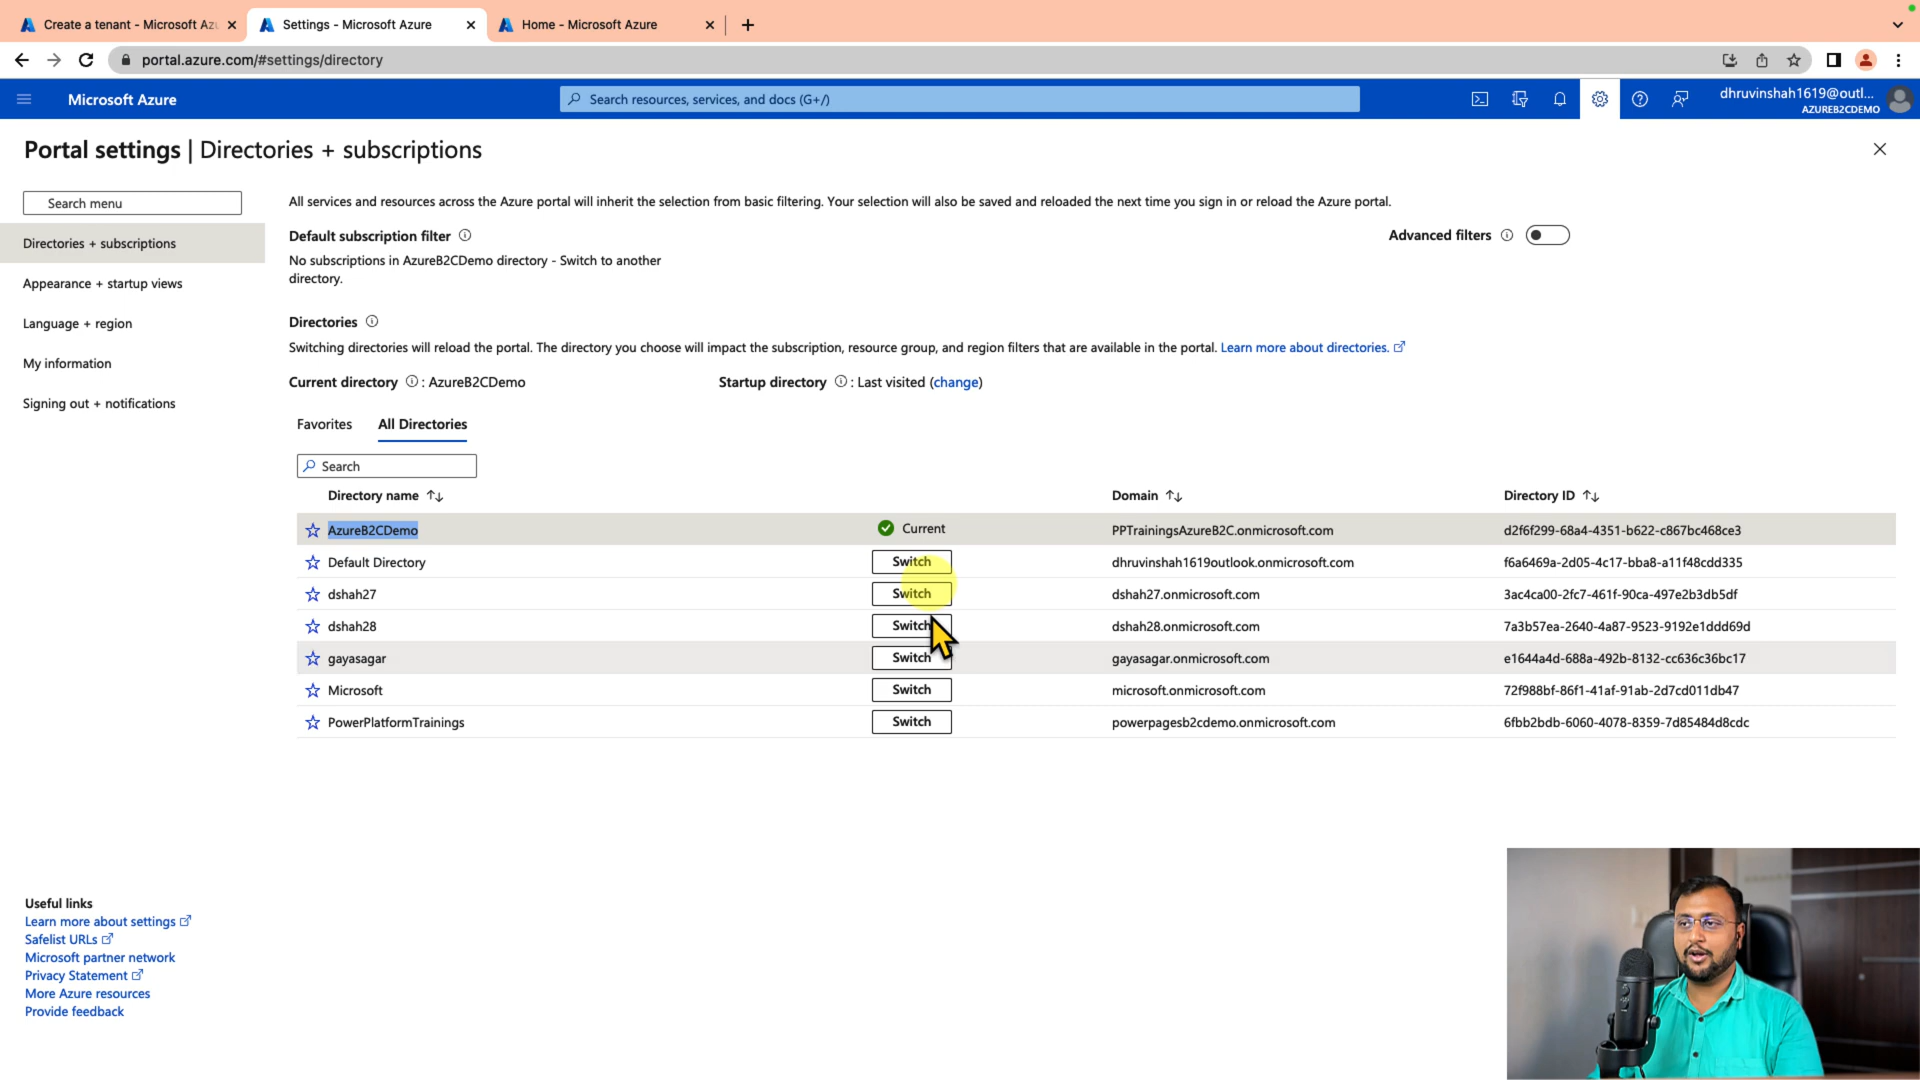 Create a tenant - Microsoft Azu
Settings - Microsoft Azure
Home - Microsoft Azure
portal.azure.com/#settings/directory
Microsoft Azure
Search resources, services, and docs (G+/)
dhruvinshah1619@outl...
AZUREB2CDEMO
Portal settings | Directories + subscriptions
Search menu
Directories + subscriptions
Appearance + startup views
Language + region
My information
Signing out + notifications
All services and resources across the Azure portal will inherit the selection from basic filtering. Your selection will also be saved and reloaded the next time you sign in or reload the Azure portal.
Default subscription filter
Advanced filters
No subscriptions in AzureB2CDemo directory - Switch to another
directory.
Directories
Switching directories will reload the portal. The directory you choose will impact the subscription, resource group, and region filters that are available in the portal. Learn more about directories.
Current directory : AzureB2CDemo
Startup directory : Last visited (change)
Favorites
All Directories
Search
Directory name
Domain
Directory ID
AzureB2CDemo Current PPTrainingsAzureB2C.onmicrosoft.com d2f6f299-68a4-4351-b622-c867bc468ce3
Default Directory Switch dhruvinshah1619outlook.onmicrosoft.com f6a6469a-2d05-4c17-bba8-a11f48cdd335
dshah27 Switch dshah27.onmicrosoft.com 3ac4ca00-2fc7-461f-90ca-497e2b3db5df
dshah28 Switch dshah28.onmicrosoft.com 7a3b57ea-2640-4a87-9523-9192e1ddd69d
gayasagar Switch gayasagar.onmicrosoft.com e1644a4d-688a-492b-8132-cc636c36bc17
Microsoft Switch microsoft.onmicrosoft.com 72f988bf-86f1-41af-91ab-2d7cd011db47
PowerPlatformTrainings Switch powerpagesb2cdemo.onmicrosoft.com 6fbb2bdb-6060-4078-8359-7d85484d8cdc
Useful links
Learn more about settings
Safelist URLs
Microsoft partner network
Privacy Statement
More Azure resources
Provide feedback